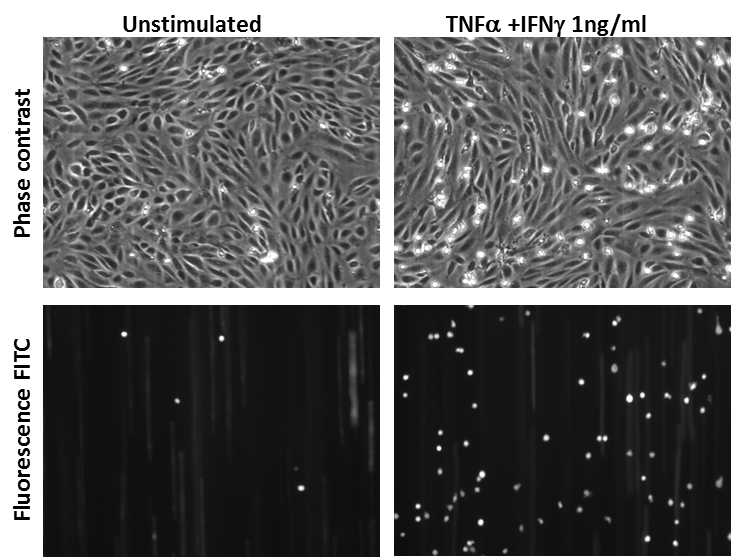 Unstimulated
TNFα +IFNγ 1ng/ml
Phase contrast
Fluorescence FITC